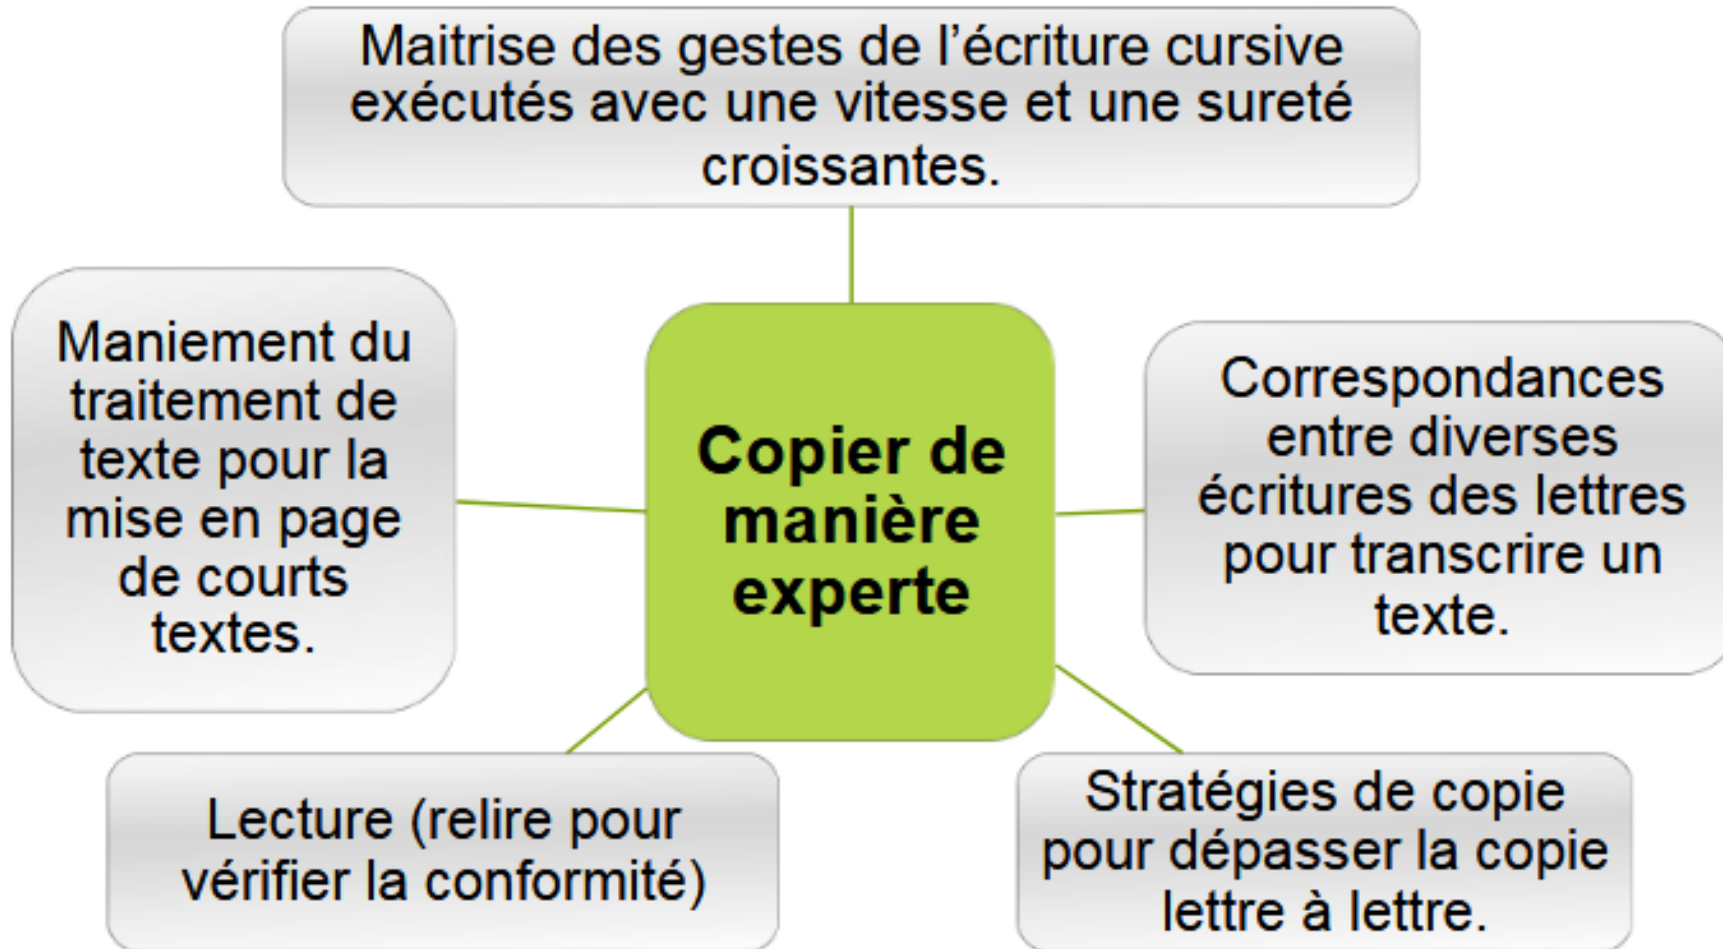 Maitrise des gestes de l’écriture cursive
exécutés avec une vitesse et une sureté
croissantes.
Maniement du
traitement de
texte pour la
mise en page
de courts
textes.
Copier de
manière
experte
Correspondances
entre diverses
écritures des lettres
pour transcrire un
texte.
Lecture (relire pour
vérifier la conformité)
Stratégies de copie
pour dépasser la copie
lettre à lettre.